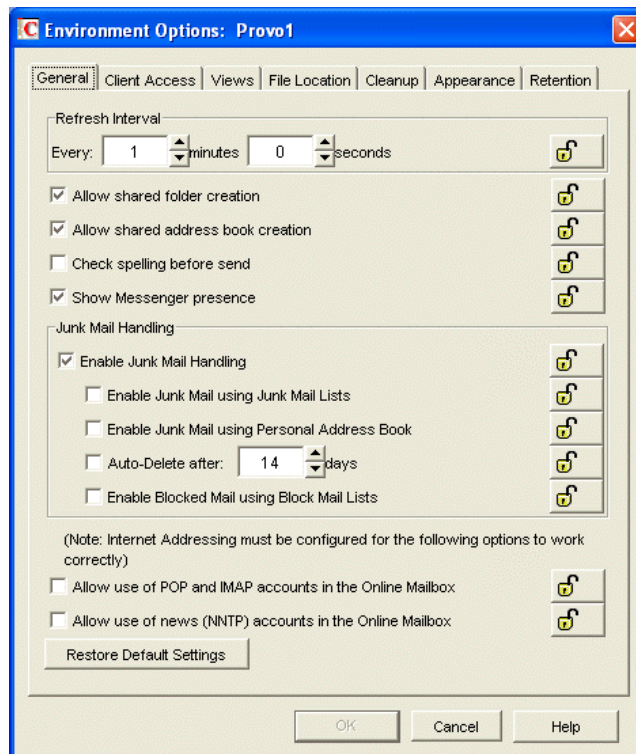 C Environment Options: Provo1
General Client Access Views File Location Cleanup Appearance Retention
Refresh Interval
Every: 1 minutes 0 seconds
Allow shared folder creation
Allow shared address book creation
Check spelling before send
Show Messenger presence
Junk Mail Handling
Enable Junk Mail Handling
Enable Junk Mail using Junk Mail Lists
Enable Junk Mail using Personal Address Book
Auto-Delete after: 14 days
Enable Blocked Mail using Block Mail Lists
(Note: Internet Addressing must be configured for the following options to work
correctly)
Allow use of POP and IMAP accounts in the Online Mailbox
Allow use of news (NNTP) accounts in the Online Mailbox
Restore Default Settings
OK Cancel Help